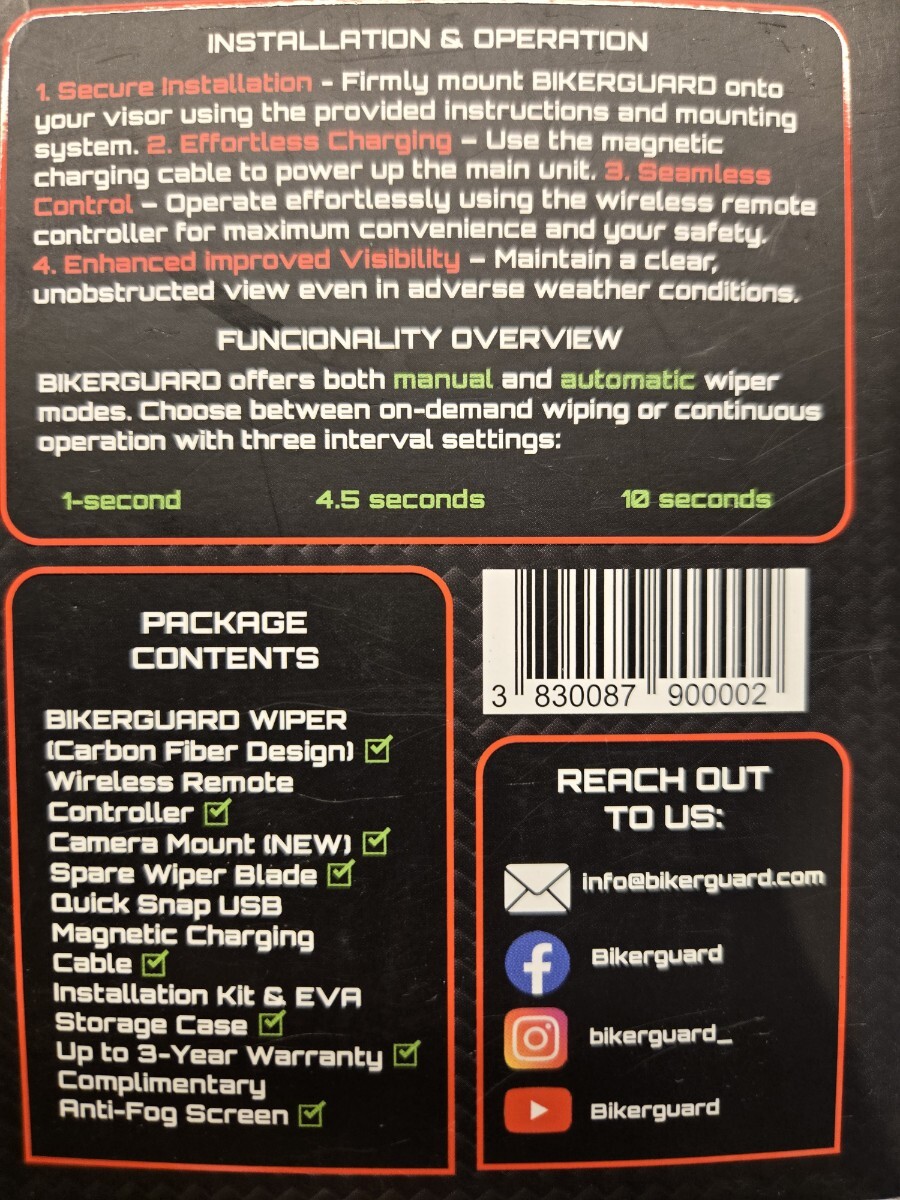 INSTALLATION & OPERATION
1. Secure Installation - Firmly mount BIKERGUARD onto
your visor using the provided instructions and mounting
system. 2. Effortless Charging – Use the magnetic
charging cable to power up the main unit. 3. Seamless
Control – Operate effortlessly using the wireless remote
controller for maximum convenience and your safety.
4. Enhanced improved Visibility – Maintain a clear,
unobstructed view even in adverse weather conditions.
FUNCIONALITY OVERVIEW
BIKERGUARD offers both manual and automatic wiper
modes. Choose between on-demand wiping or continuous
operation with three interval settings:
1-second 4.5 seconds 10 seconds
PACKAGE
CONTENTS
BIKERGUARD WIPER
(Carbon Fiber Design)
Wireless Remote
Controller
Camera Mount (NEW)
Spare Wiper Blade
Quick Snap USB
Magnetic Charging
Cable
Installation Kit & EVA
Storage Case
Up to 3-Year Warranty
Complimentary
Anti-Fog Screen
3 830087 900002
REACH OUT
TO US:
info@bikerguard.com
Bikerguard
bikerguard_
Bikerguard